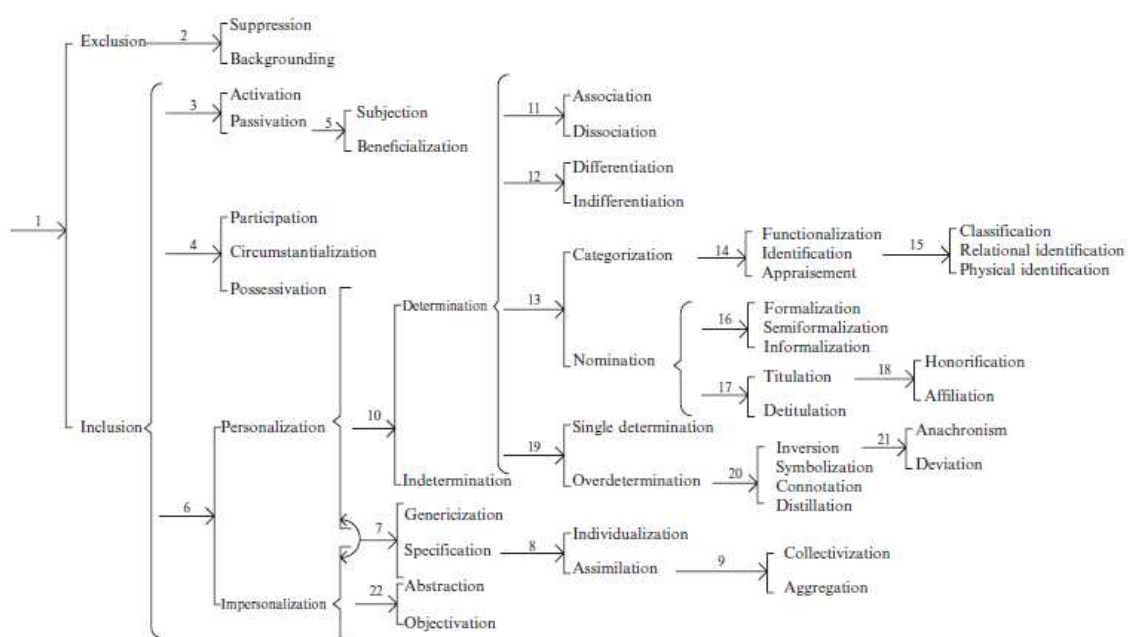 1
Exclusion
2
Suppression
Backgrounding
Inclusion
3
Activation
Passivation
5
Subjection
Beneficialization
4
Participation
Circumstantialization
Possessivation
6
Personalization
10
Determination
11
Association
Dissociation
12
Differentiation
Indifferentiation
13
Categorization
14
Functionalization
Identification
Appraisement
15
Classification
Relational identification
Physical identification
Nomination
16
Formalization
Semiformalization
Informalization
17
Titulation
Detitulation
18
Honorification
Affiliation
19
Single determination
Overdetermination
20
Inversion
Symbolization
Connotation
Distillation
21
Anachronism
Deviation
Indetermination
7
Genericization
Specification
8
Individualization
Assimilation
9
Collectivization
Aggregation
Impersonalization
22
Abstraction
Objectivation